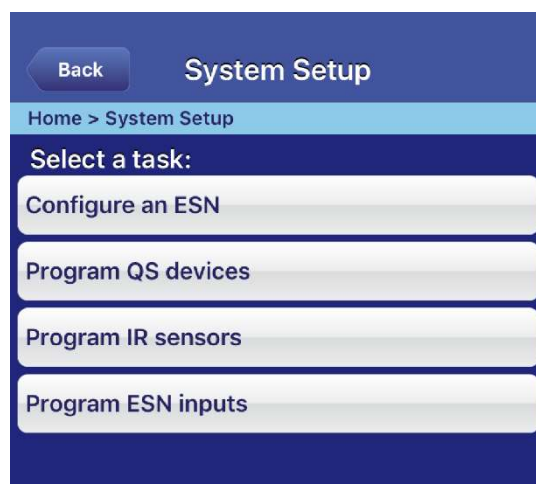 Back
System Setup
Home > System Setup
Select a task:
Configure an ESN
Program QS devices
Program IR sensors
Program ESN inputs